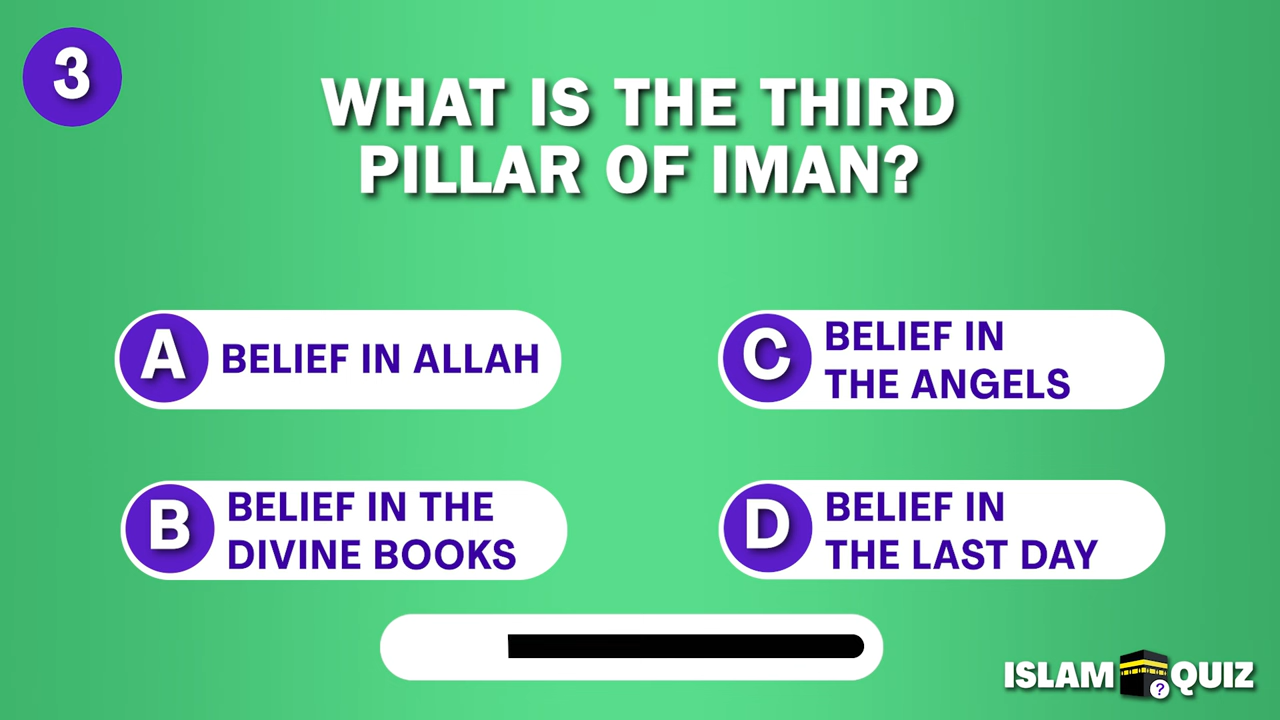 3
WHAT IS THE THIRD
PILLAR OF IMAN?
A BELIEF IN ALLAH
B BELIEF IN THE
DIVINE BOOKS
C BELIEF IN
THE ANGELS
D BELIEF IN
THE LAST DAY
ISLAM ? QUIZ